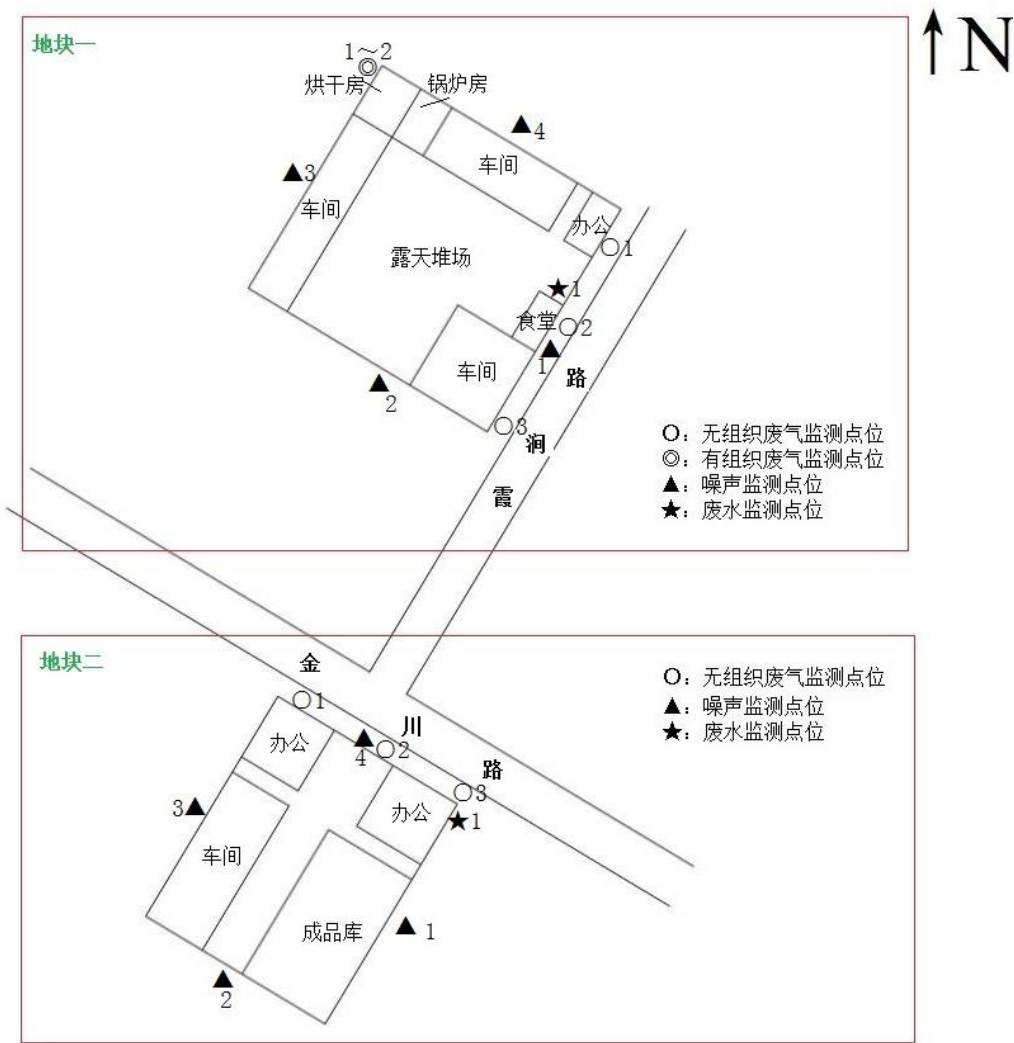 N
地块一
1～2
烘干房
锅炉房
4
车间
3
车间
办公
1
露天堆场
1
食堂
2
1
车间
2
3
路
涧
霞
○：无组织废气监测点位
◎：有组织废气监测点位
▲：噪声监测点位
★：废水监测点位
地块二
金
川
路
○：无组织废气监测点位
▲：噪声监测点位
★：废水监测点位
1
办公
4
2
3
办公
1
3
车间
成品库
1
2